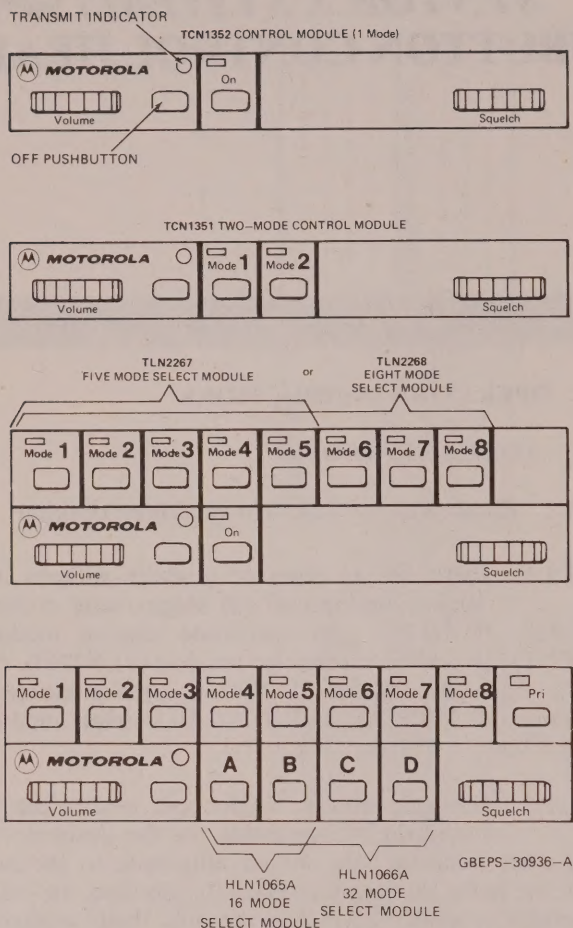 TRANSMIT INDICATOR
TCN1352 CONTROL MODULE (1 Mode)
MOTOROLA
On
Volume
Squelch
OFF PUSHBUTTON
TCN1351 TWO-MODE CONTROL MODULE
MOTOROLA
Mode 1
Mode 2
Volume
Squelch
TLN2267
FIVE MODE SELECT MODULE
or
TLN2268
EIGHT MODE
SELECT MODULE
Mode 1
Mode 2
Mode 3
Mode 4
Mode 5
Mode 6
Mode 7
Mode 8
MOTOROLA
On
Volume
Squelch
Mode 1
Mode 2
Mode 3
Mode 4
Mode 5
Mode 6
Mode 7
Mode 8
Pri
MOTOROLA
A
B
C
D
Volume
Squelch
HLN1065A
16 MODE
SELECT MODULE
HLN1066A
32 MODE
SELECT MODULE
GBEPS-30936-A